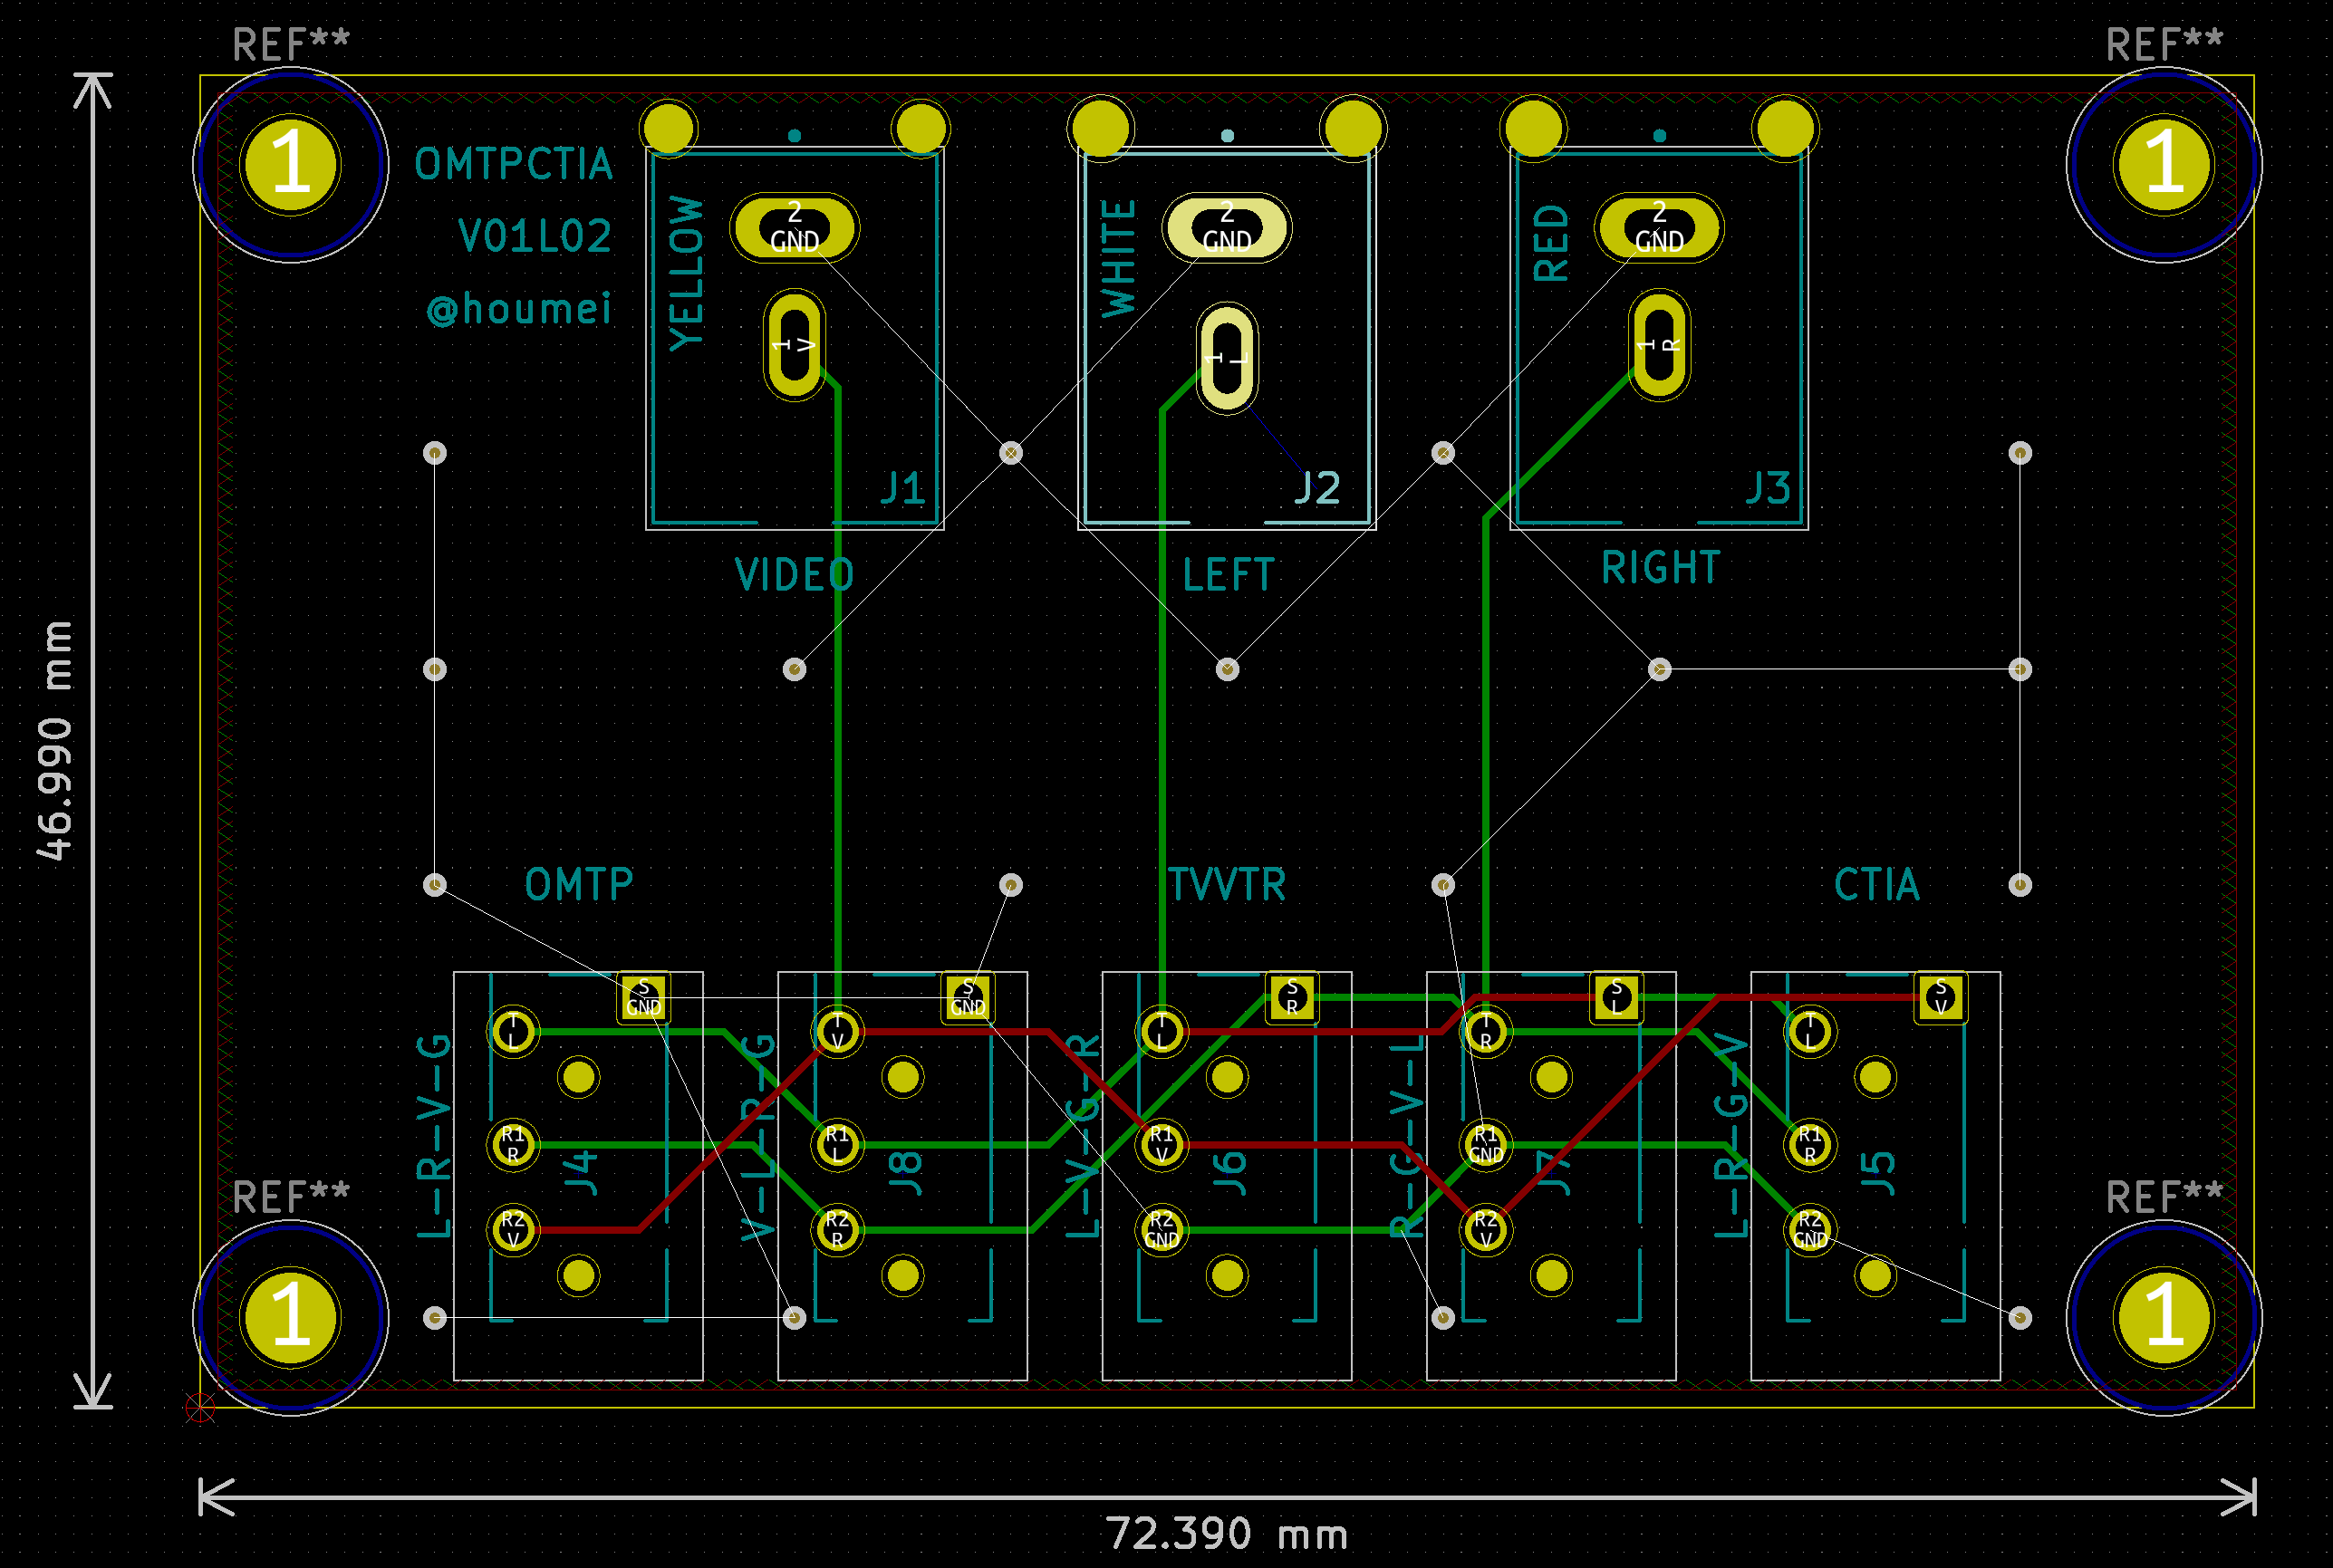 REF**
REF**
1
1
OMTPCTIA
V01L02
@houmei
YELLOW
2
GND
1
V
J1
WHITE
2
GND
1
L
J2
RED
2
GND
1
R
J3
VIDEO
LEFT
RIGHT
46.990 mm
OMTP
TVVTR
CTIA
L-R-V-G
S
GND
T
L
R1
R
R2
V
J4
V-L-R-G
S
GND
T
V
R1
L
R2
R
J8
L-V-G-R
S
R
T
L
R1
V
R2
GND
J6
R-G-V-L
S
L
T
R
R1
GND
R2
V
J7
L-R-G-V
S
V
T
L
R1
R
R2
GND
J5
REF**
REF**
1
1
72.390 mm